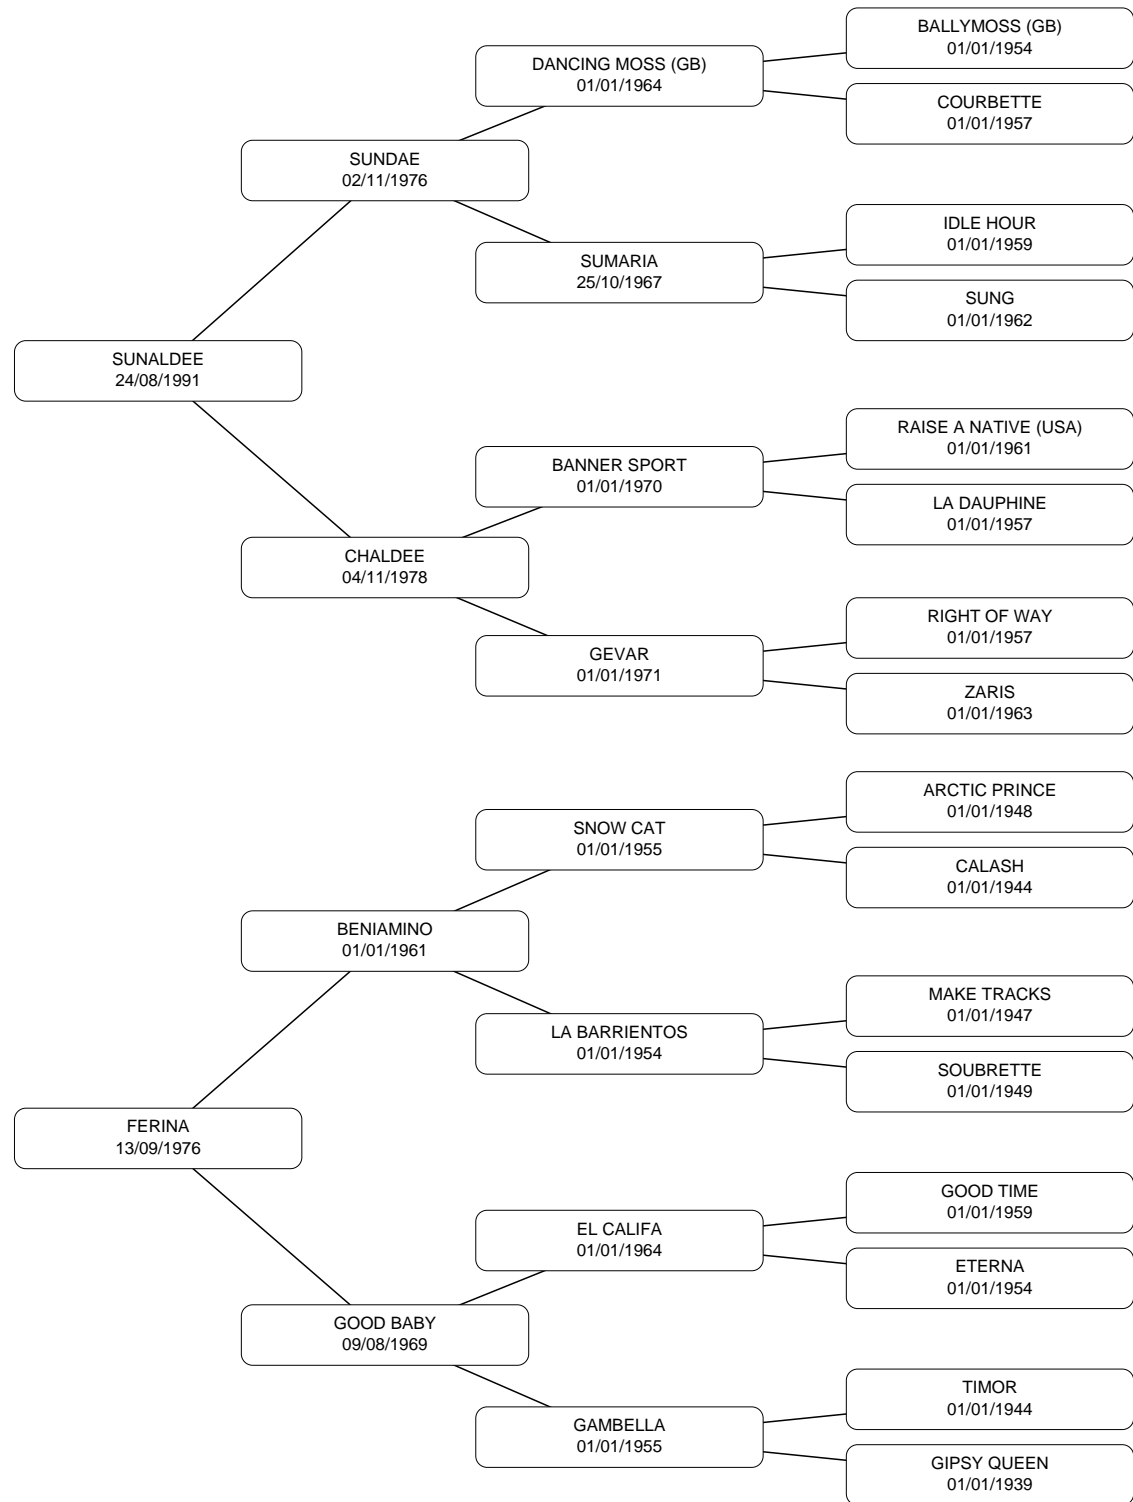 BALLYMOSS (GB)
01/01/1954
DANCING MOSS (GB)
01/01/1964
COURBETTE
01/01/1957
SUNDAE
02/11/1976
IDLE HOUR
01/01/1959
SUMARIA
25/10/1967
SUNG
01/01/1962
SUNALDEE
24/08/1991
RAISE A NATIVE (USA)
01/01/1961
BANNER SPORT
01/01/1970
LA DAUPHINE
01/01/1957
CHALDEE
04/11/1978
RIGHT OF WAY
01/01/1957
GEVAR
01/01/1971
ZARIS
01/01/1963
ARCTIC PRINCE
01/01/1948
SNOW CAT
01/01/1955
CALASH
01/01/1944
BENIAMINO
01/01/1961
MAKE TRACKS
01/01/1947
LA BARRIENTOS
01/01/1954
SOUBRETTE
01/01/1949
FERINA
13/09/1976
GOOD TIME
01/01/1959
EL CALIFA
01/01/1964
ETERNA
01/01/1954
GOOD BABY
09/08/1969
TIMOR
01/01/1944
GAMBELLA
01/01/1955
GIPSY QUEEN
01/01/1939